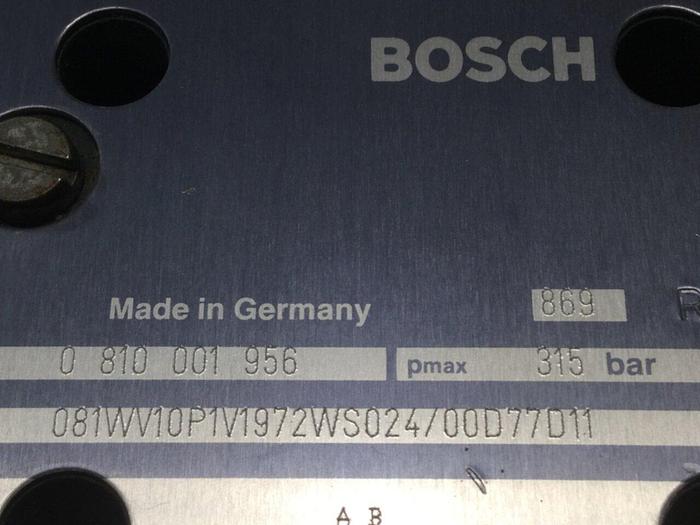 BOSCH
Made in Germany 869 R
0 810 001 956 pmax 315 bar
081WV10P1V1972WS024/00D77D11
A B